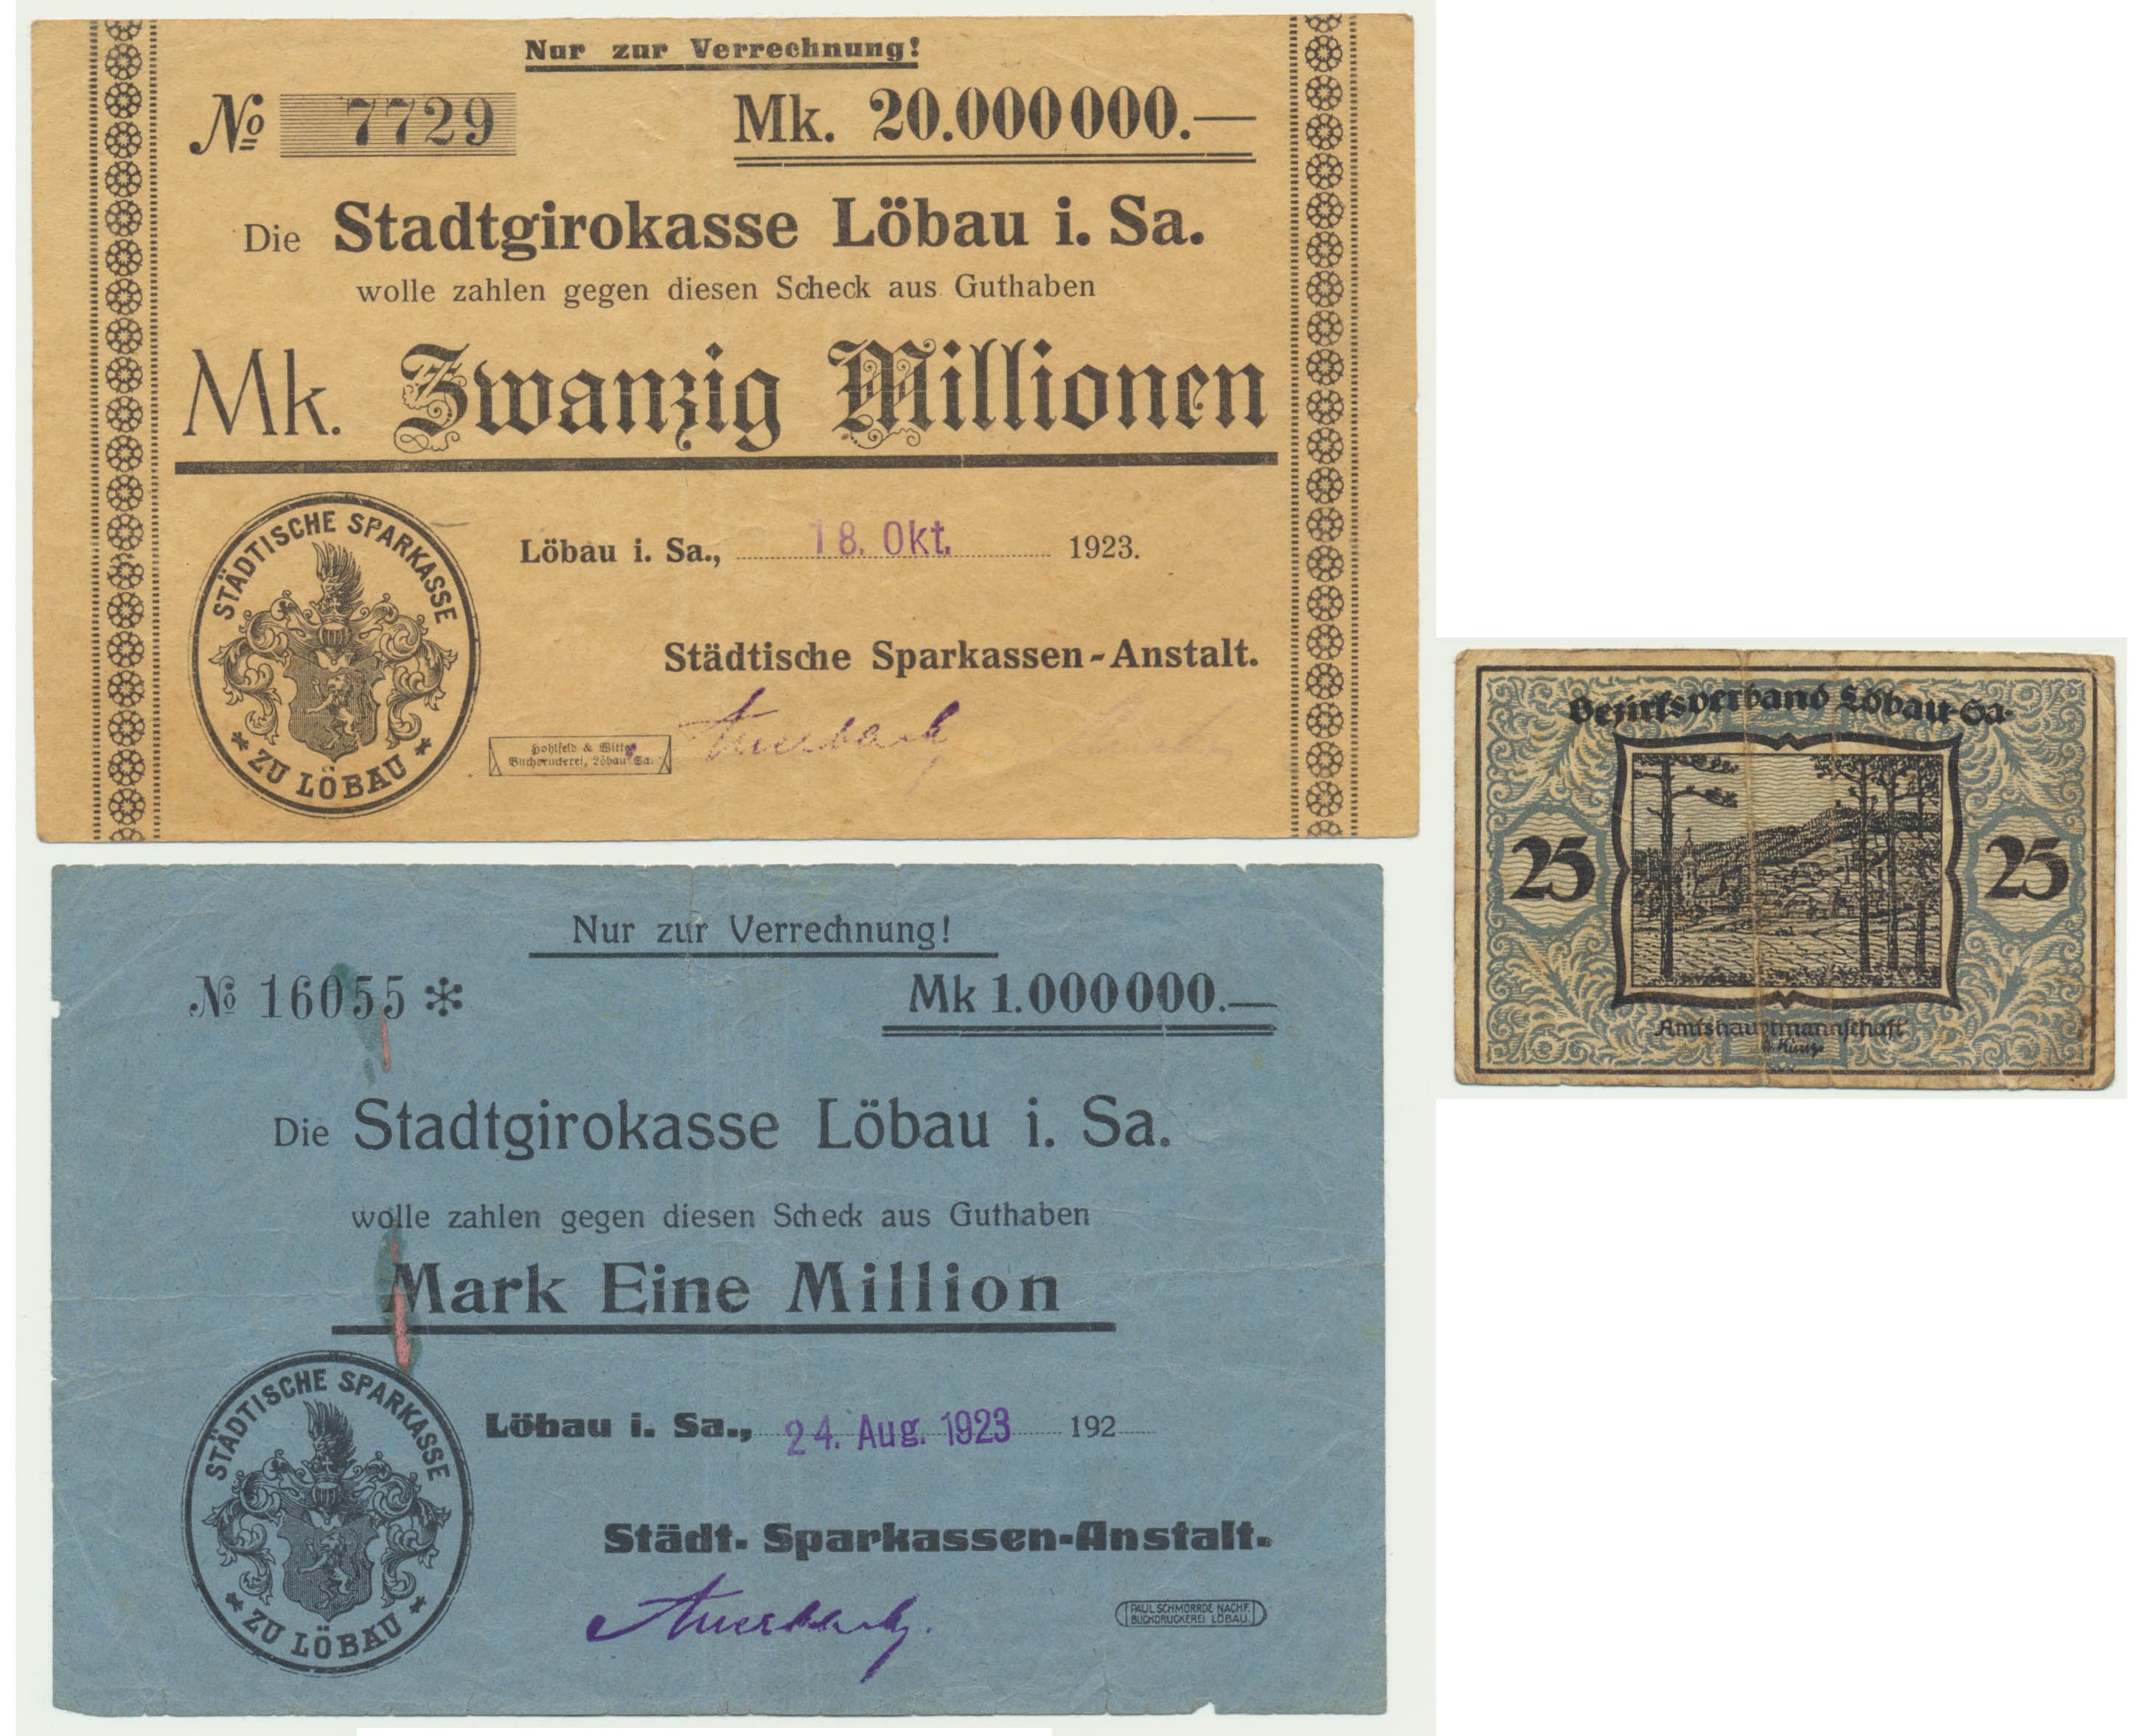 Nur zur Verrechnung!
№ 7729 Mk. 20.000000.—
Die Stadtgirokasse Löbau i. Sa.
wolle zahlen gegen diesen Scheck aus Guthaben
Mk. Zwanzig Millionen
Löbau i. Sa., 18. Okt. 1923.
STÄDTISCHE SPARKASSE
* ZU LÖBAU *
Städtische Sparkassen-Anstalt.
Auerbach
Hohlfeld & Witte,
Buchdruckerei, Löbau Sa.
Nur zur Verrechnung!
№ 16055 * Mk 1.000000.—
Die Stadtgirokasse Löbau i. Sa.
wolle zahlen gegen diesen Scheck aus Guthaben
Mark Eine Million
Löbau i. Sa., 24. Aug. 1923 192
STÄDTISCHE SPARKASSE
* ZU LÖBAU *
Städt. Sparkassen-Anstalt.
Auerbach.
PAUL SCHMORRDE NACHF.
BUCHDRUCKEREI LÖBAU.
Bezirksverband Löbau-Sa.
25 25
Amtshauptmannschaft